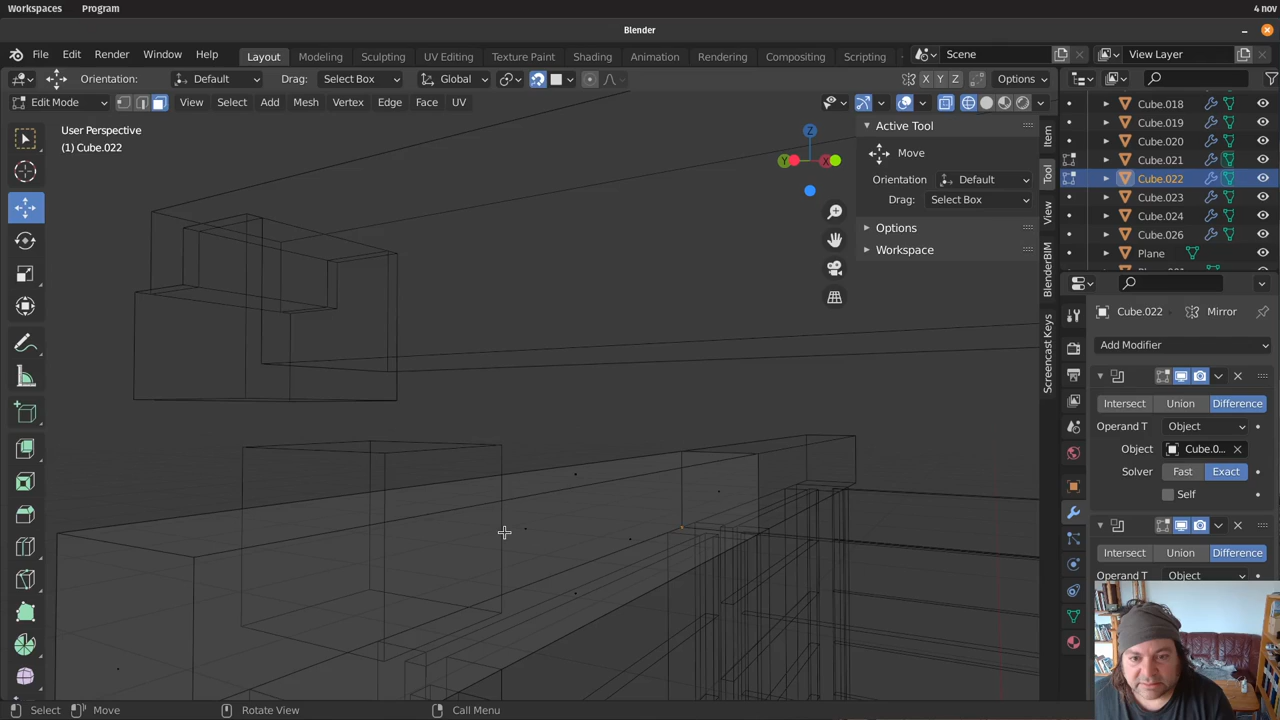 Workspaces Program 4 nov
Blender
File Edit Render Window Help Layout Modeling Sculpting UV Editing Texture Paint Shading Animation Rendering Compositing Scripting Scene View Layer
Orientation: Default Drag: Select Box Global X Y Z Options
Edit Mode View Select Add Mesh Vertex Edge Face UV
User Perspective
(1) Cube.022
Z
Y X
Active Tool
Move
Orientation Default
Drag: Select Box
Options
Workspace
Item
Tool
View
BlenderBIM
Screencast Keys
Cube.018
Cube.019
Cube.020
Cube.021
Cube.022
Cube.023
Cube.024
Cube.026
Plane
Cube.022 Mirror
Add Modifier
Intersect Union Difference
Operand T Object
Object Cube.0...
Solver Fast Exact
Self
Intersect Union Difference
Operand T Object
Select Move Rotate View Call Menu